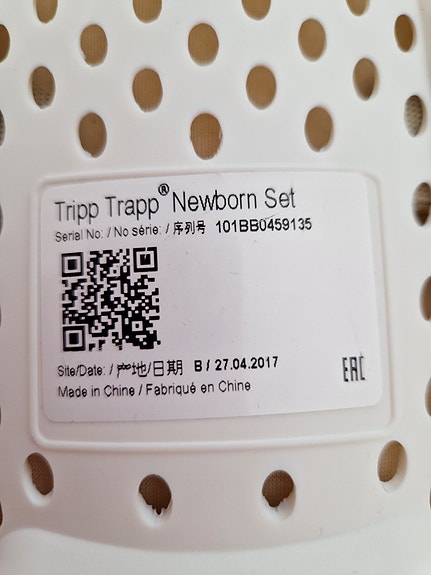 Tripp Trapp® Newborn Set
Serial No: / No série: / 序列号 101BB0459135
Site/Date: / 产地/日期 B / 27.04.2017
Made in Chine / Fabriqué en Chine
EAC